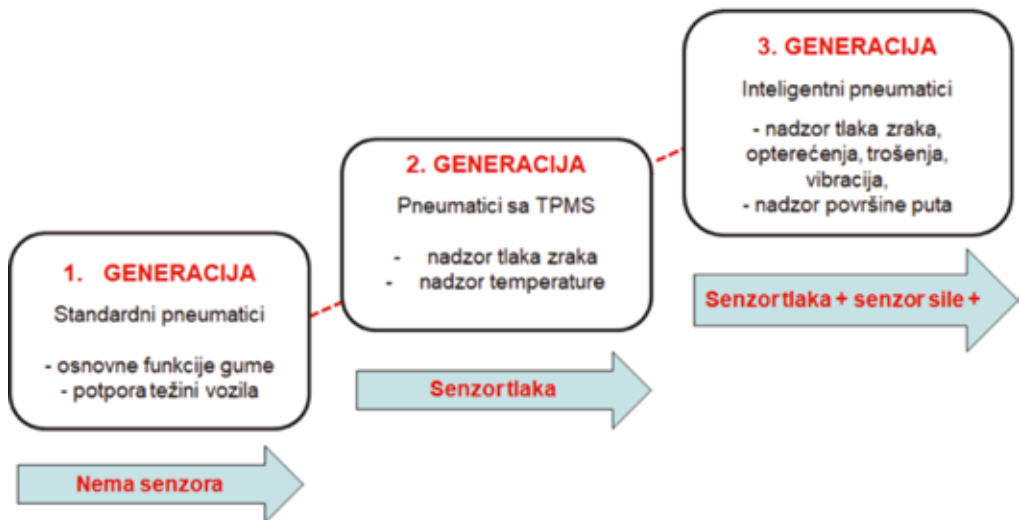 1. GENERACIJA
Standardni pneumatici
- osnovne funkcije gume
- potpora težini vozila
Nema senzora
2. GENERACIJA
Pneumatici sa TPMS
- nadzor tlaka zraka
- nadzor temperature
Senzor tlaka
3. GENERACIJA
Inteligentni pneumatici
- nadzor tlaka zraka,
opterećenja, trošenja,
vibracija,
- nadzor površine puta
Senzor tlaka + senzor sile +